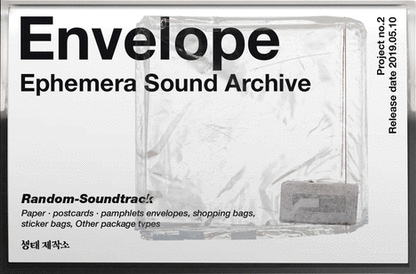 Envelope
Ephemera Sound Archive
Project no.2
Release date 2019.05.10
Random-Soundtrack
Paper · postcards · pamphlets envelopes, shopping bags,
sticker bags, Other package types
생태 제작소